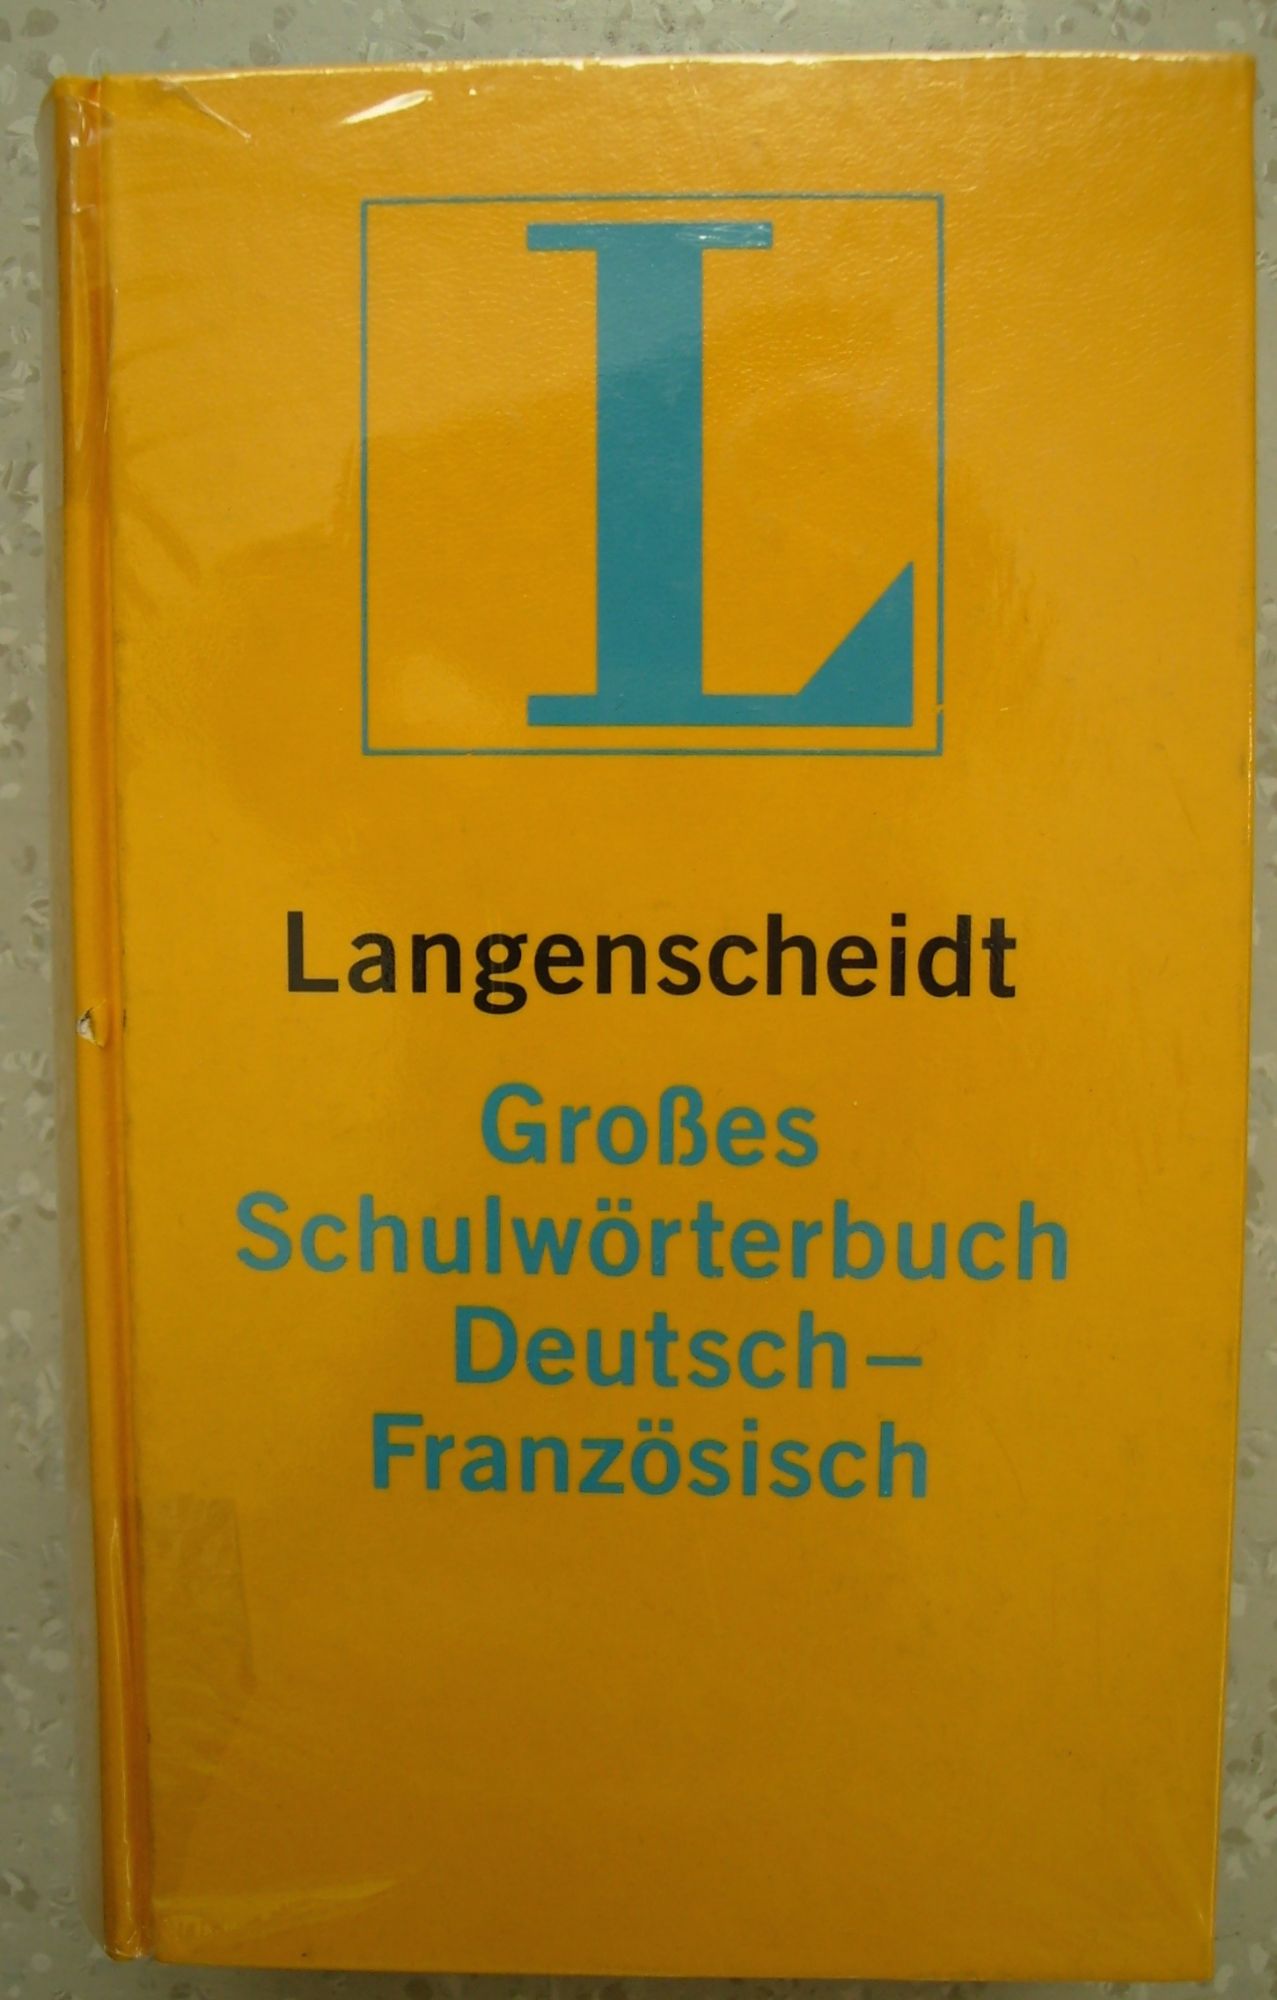 L
Langenscheidt
Großes
Schulwörterbuch
Deutsch–
Französisch